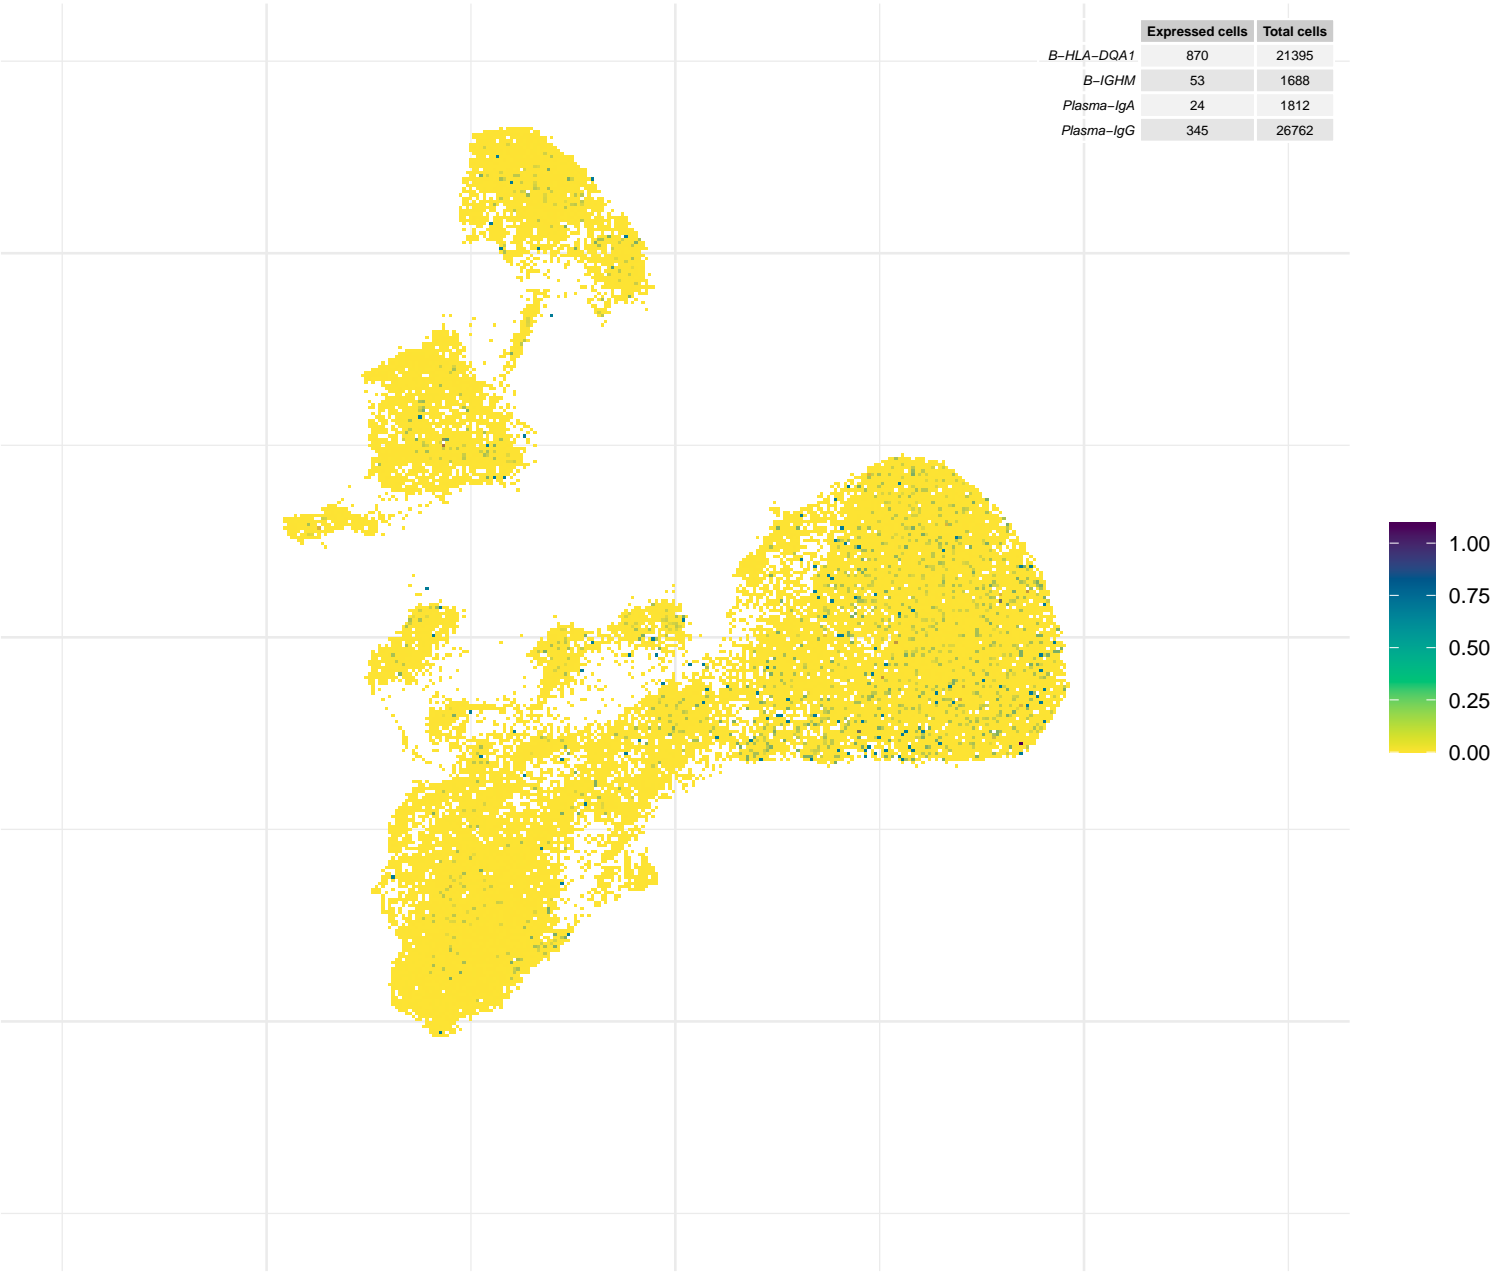 Expressed cells Total cells
B−HLA−DQA1 870 21395
B−IGHM 53 1688
Plasma−IgA 24 1812
Plasma−IgG 345 26762
1.00
0.75
0.50
0.25
0.00